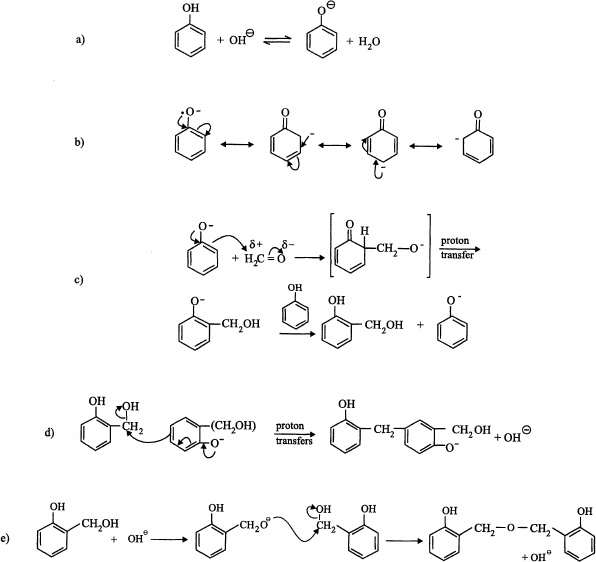 OH O⊖
a) + OH⊖ ⇌ + H₂O
•O− O O O
b) − ↔ − ↔ − ↔
O− H
δ+ δ− O
+ H₂C=O → CH₂—O− proton
transfer
c)
O− OH OH O−
CH₂OH → CH₂OH +
OH OH OH
d) CH₂ (CH₂OH) proton CH₂ CH₂OH + OH⊖
O− transfers O−
OH OH OH OH OH OH
e) CH₂OH + OH⊖ → CH₂O⊖ CH₂ → CH₂—O—CH₂
+ OH⊖